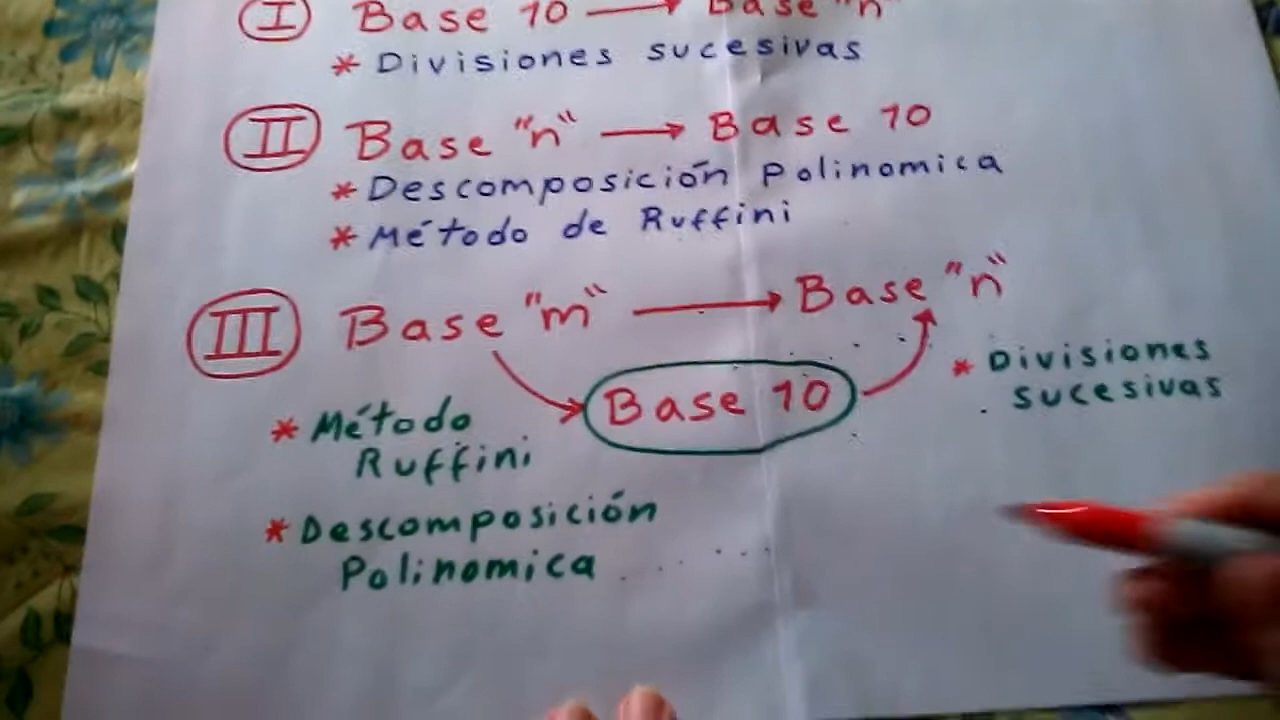 I Base 10 → Base "n"
* Divisiones sucesivas
II Base "n" → Base 10
* Descomposición Polinomica
* Método de Ruffini
III Base "m" → Base "n"
Base 10
* Divisiones
sucesivas
* Método
Ruffini
* Descomposición
Polinomica